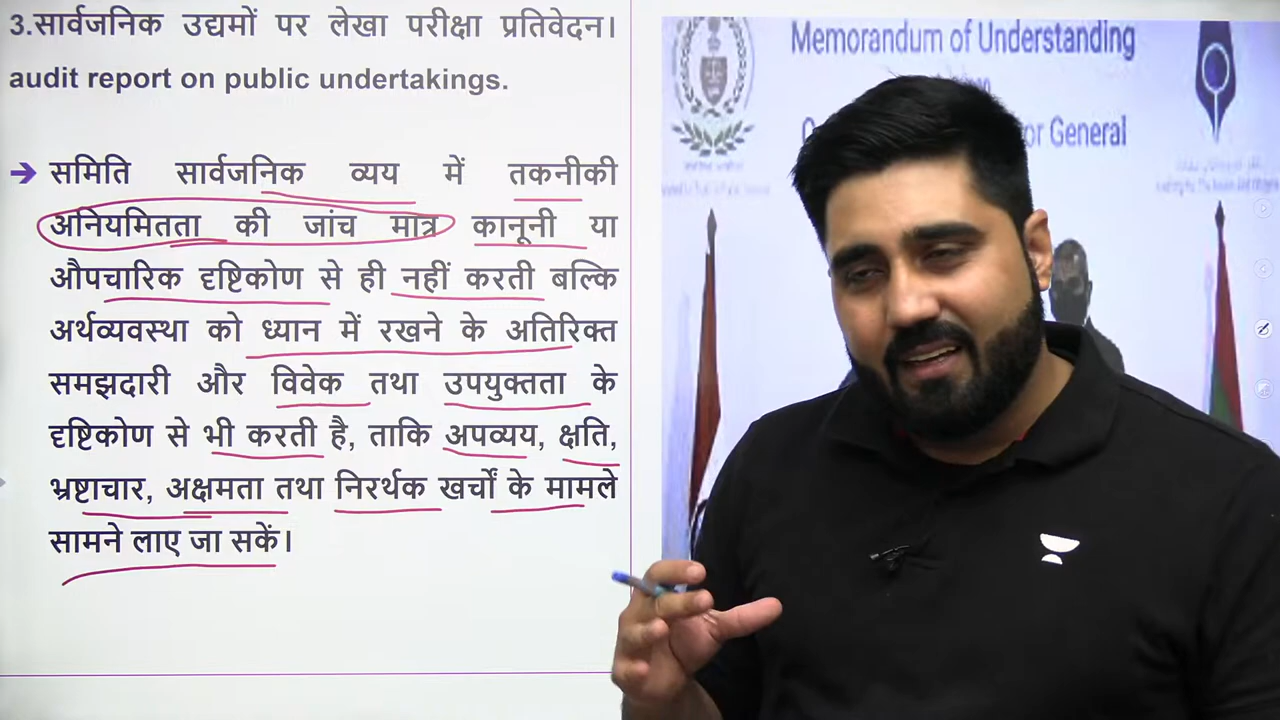 3.सार्वजनिक उद्यमों पर लेखा परीक्षा प्रतिवेदन।
audit report on public undertakings.
समिति सार्वजनिक व्यय में तकनीकी
अनियमितता की जांच मात्र कानूनी या
औपचारिक दृष्टिकोण से ही नहीं करती बल्कि
अर्थव्यवस्था को ध्यान में रखने के अतिरिक्त
समझदारी और विवेक तथा उपयुक्तता के
दृष्टिकोण से भी करती है, ताकि अपव्यय, क्षति,
भ्रष्टाचार, अक्षमता तथा निरर्थक खर्चों के मामले
सामने लाए जा सकें।
Memorandum of Understanding
or General